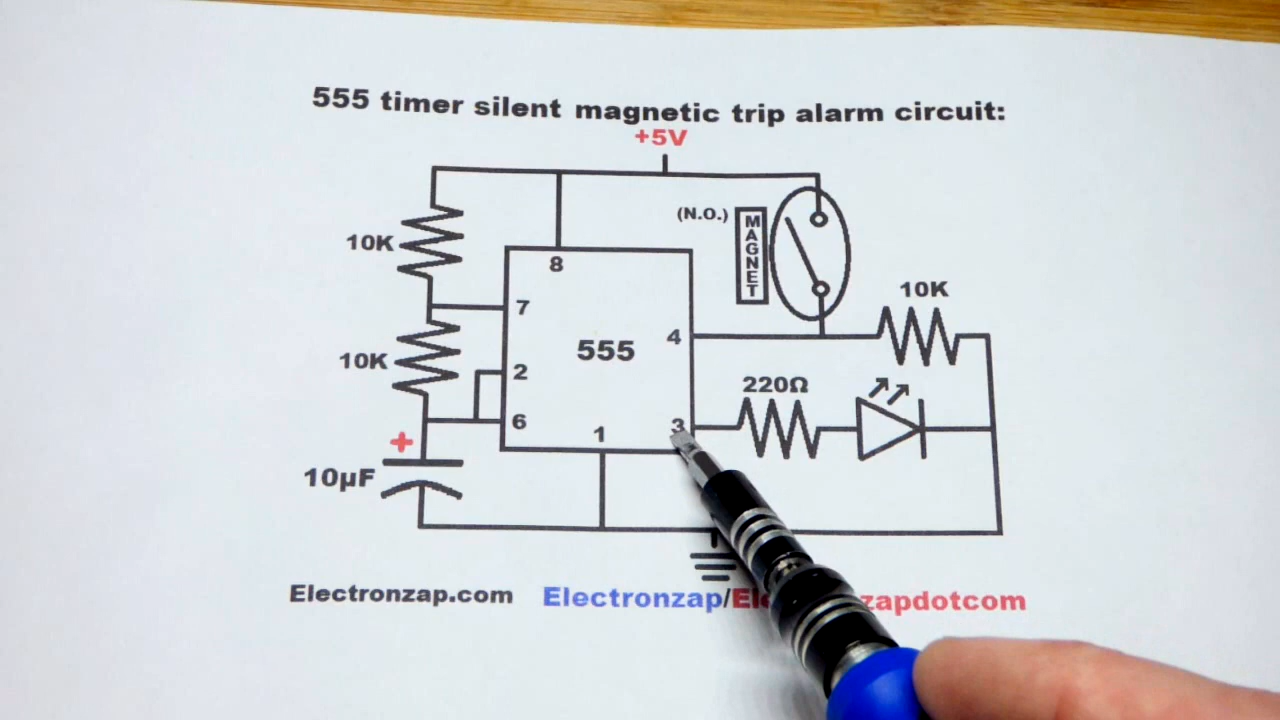 555 timer silent magnetic trip alarm circuit:
+5V
(N.O.)
MAGNET
10K
8
10K
7
4
555
10K
2
220Ω
6
1
3
+
10µF
Electronzap.com
Electronzap/
zapdotcom